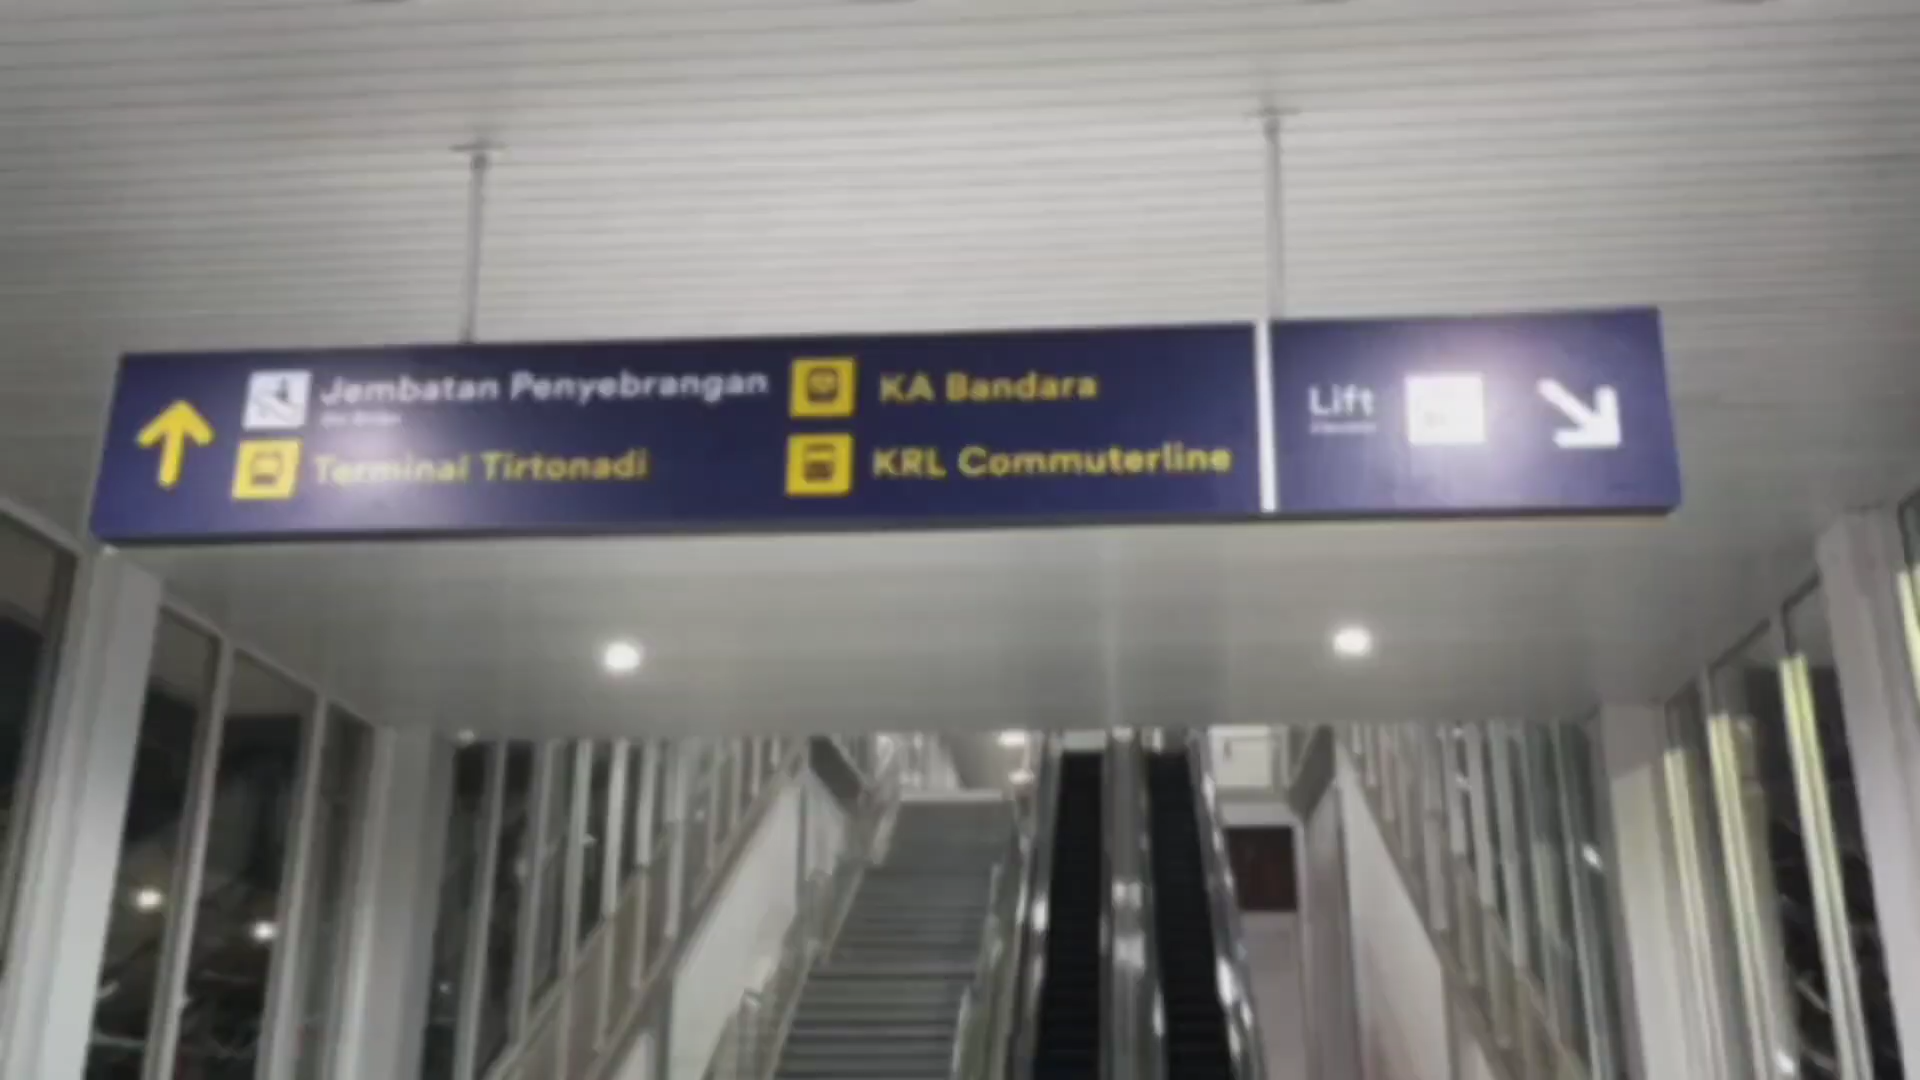 Jembatan Penyebrangan
Terminal Tirtonadi
KA Bandara
KRL Commuterline
Lift